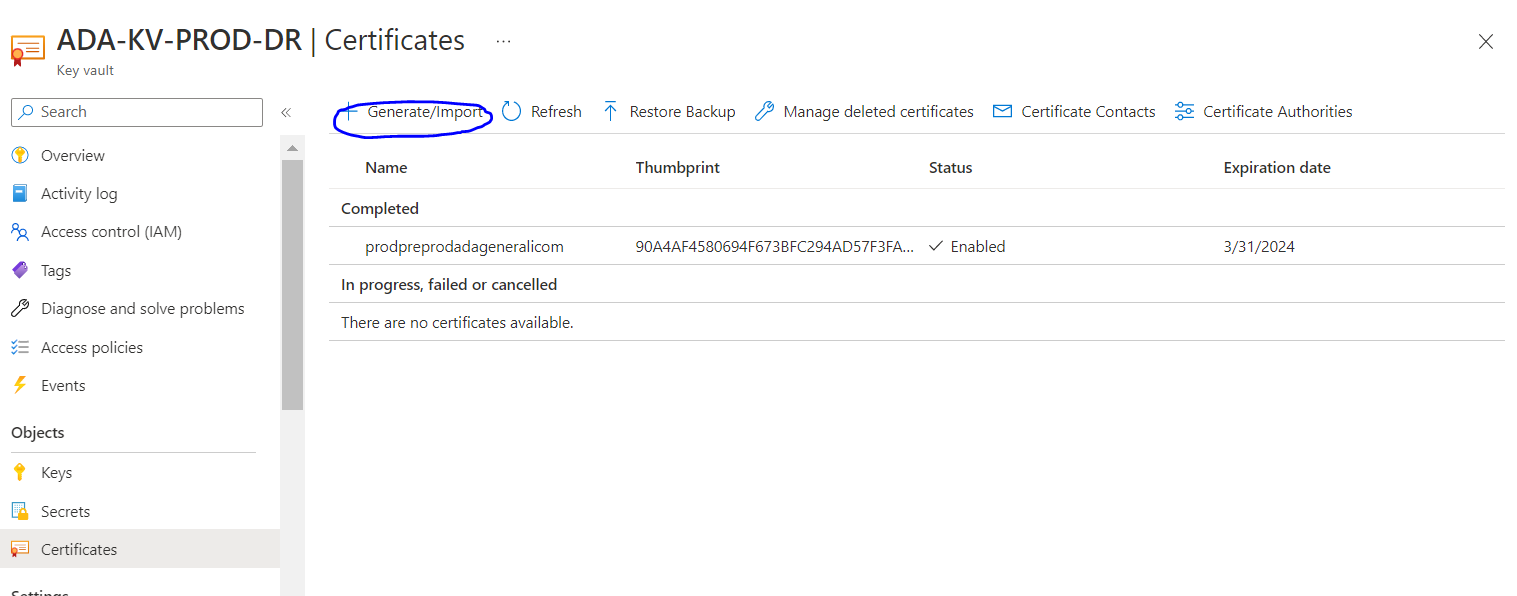 ADA-KV-PROD-DR | Certificates ...
Key vault
Search «
Generate/Import Refresh Restore Backup Manage deleted certificates Certificate Contacts Certificate Authorities
Overview
Activity log
Access control (IAM)
Tags
Diagnose and solve problems
Access policies
Events
Objects
Keys
Secrets
Certificates
Settings
Name Thumbprint Status Expiration date
Completed
prodpreprodadageneralicom 90A4AF4580694F673BFC294AD57F3FA... Enabled 3/31/2024
In progress, failed or cancelled
There are no certificates available.